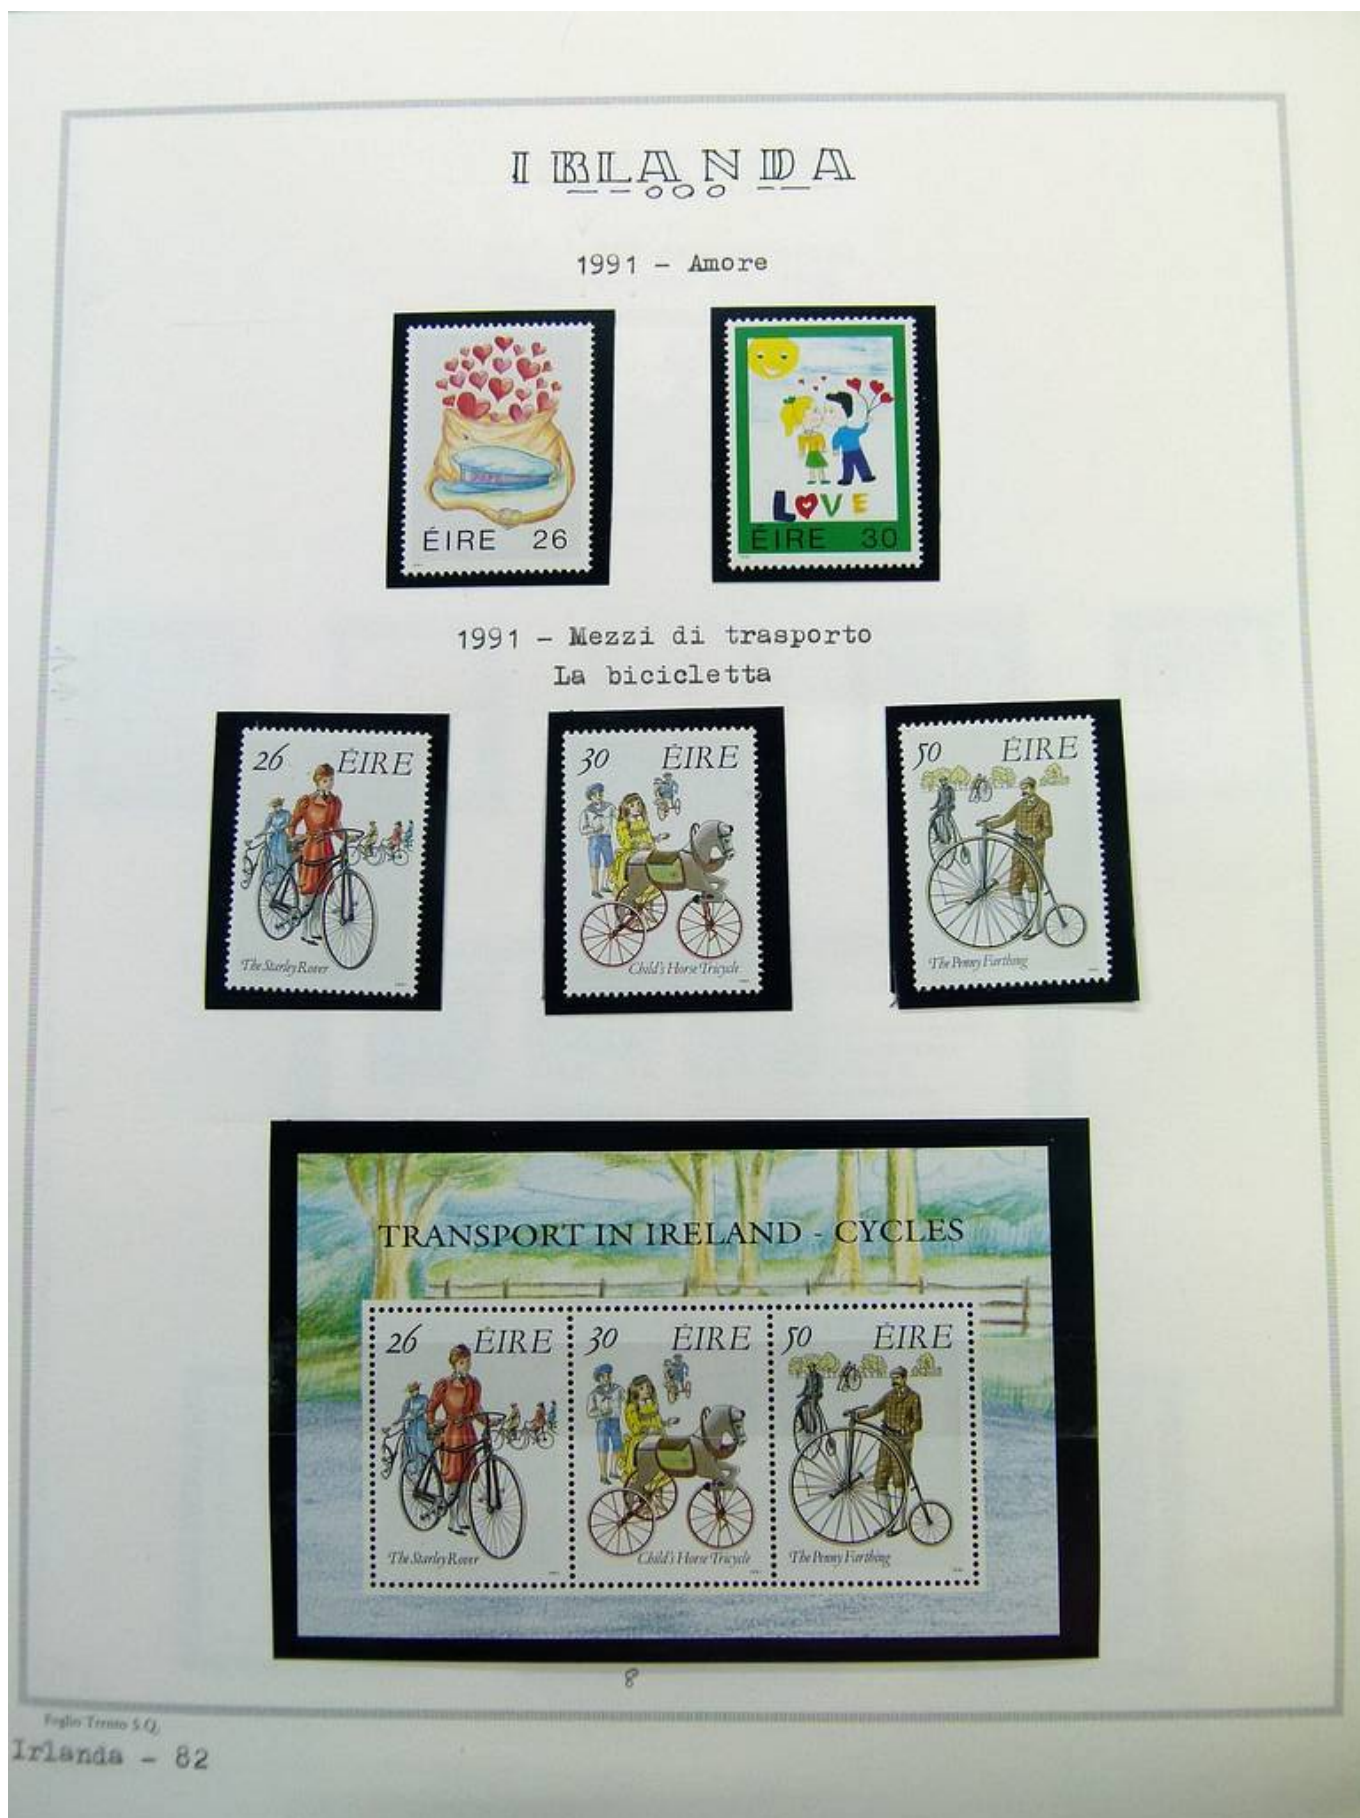 IRLANDA
1991 - Amore
ÉIRE 26
LOVE
ÉIRE 30
1991 - Mezzi di trasporto
La bicicletta
26 ÉIRE
The Starley Rover
30 ÉIRE
Child's Horse Tricycle
50 ÉIRE
The Penny Farthing
TRANSPORT IN IRELAND - CYCLES
26 ÉIRE
The Starley Rover
30 ÉIRE
Child's Horse Tricycle
50 ÉIRE
The Penny Farthing
8
Foglio Trento S.Q.
Irlanda - 82